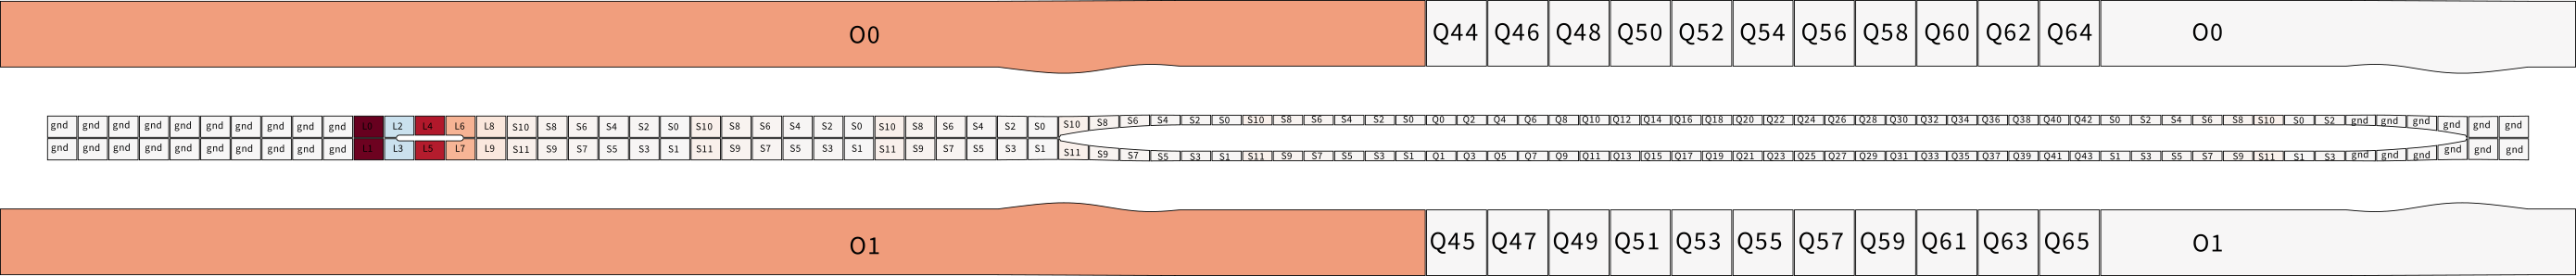 O0 Q44 Q46 Q48 Q50 Q52 Q54 Q56 Q58 Q60 Q62 Q64 O0
gnd gnd gnd gnd gnd gnd gnd gnd gnd gnd L0 L2 L4 L6 L8 S10 S8 S6 S4 S2 S0 S10 S8 S6 S4 S2 S0 S10 S8 S6 S4 S2 S0 S10 S8 S6 S4 S2 S0 S10 S8 S6 S4 S2 S0 Q0 Q2 Q4 Q6 Q8 Q10 Q12 Q14 Q16 Q18 Q20 Q22 Q24 Q26 Q28 Q30 Q32 Q34 Q36 Q38 Q40 Q42 S0 S2 S4 S6 S8 S10 S0 S2 gnd gnd gnd gnd gnd gnd
gnd gnd gnd gnd gnd gnd gnd gnd gnd gnd L1 L3 L5 L7 L9 S11 S9 S7 S5 S3 S1 S11 S9 S7 S5 S3 S1 S11 S9 S7 S5 S3 S1 S11 S9 S7 S5 S3 S1 S11 S9 S7 S5 S3 S1 Q1 Q3 Q5 Q7 Q9 Q11 Q13 Q15 Q17 Q19 Q21 Q23 Q25 Q27 Q29 Q31 Q33 Q35 Q37 Q39 Q41 Q43 S1 S3 S5 S7 S9 S11 S1 S3 gnd gnd gnd gnd gnd gnd
O1 Q45 Q47 Q49 Q51 Q53 Q55 Q57 Q59 Q61 Q63 Q65 O1